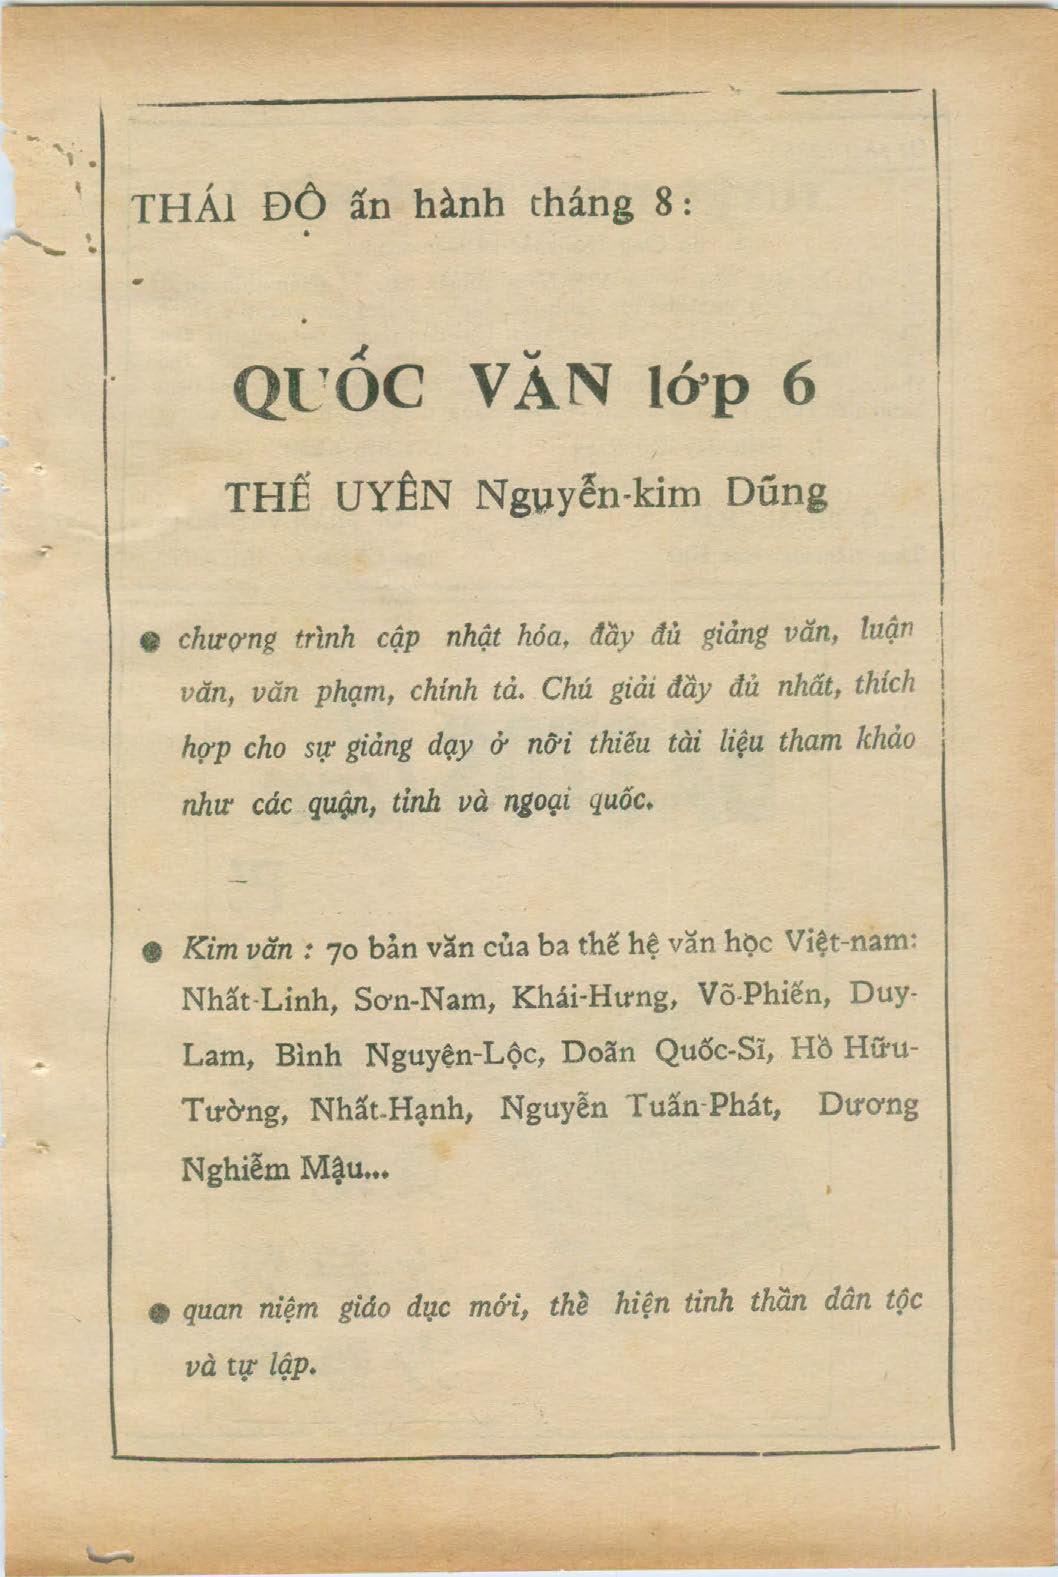 THÁI ĐỘ ấn hành tháng 8 :
QUỐC VĂN lớp 6
THẾ UYÊN Nguyễn-kim Dũng
● chương trình cập nhật hóa, đầy đủ giảng văn, luận
văn, văn phạm, chính tả. Chú giải đầy đủ nhất, thích
hợp cho sự giảng dạy ở nơi thiếu tài liệu tham khảo
như các quận, tỉnh và ngoại quốc.
● Kim văn : 70 bản văn của ba thế hệ văn học Việt-nam:
Nhất-Linh, Sơn-Nam, Khái-Hưng, Võ-Phiến, Duy-
Lam, Bình Nguyên-Lộc, Doãn Quốc-Sĩ, Hồ Hữu-
Tường, Nhất-Hạnh, Nguyễn Tuấn-Phát, Dương
Nghiễm Mậu...
● quan niệm giáo dục mới, thể hiện tinh thần dân tộc
và tự lập.